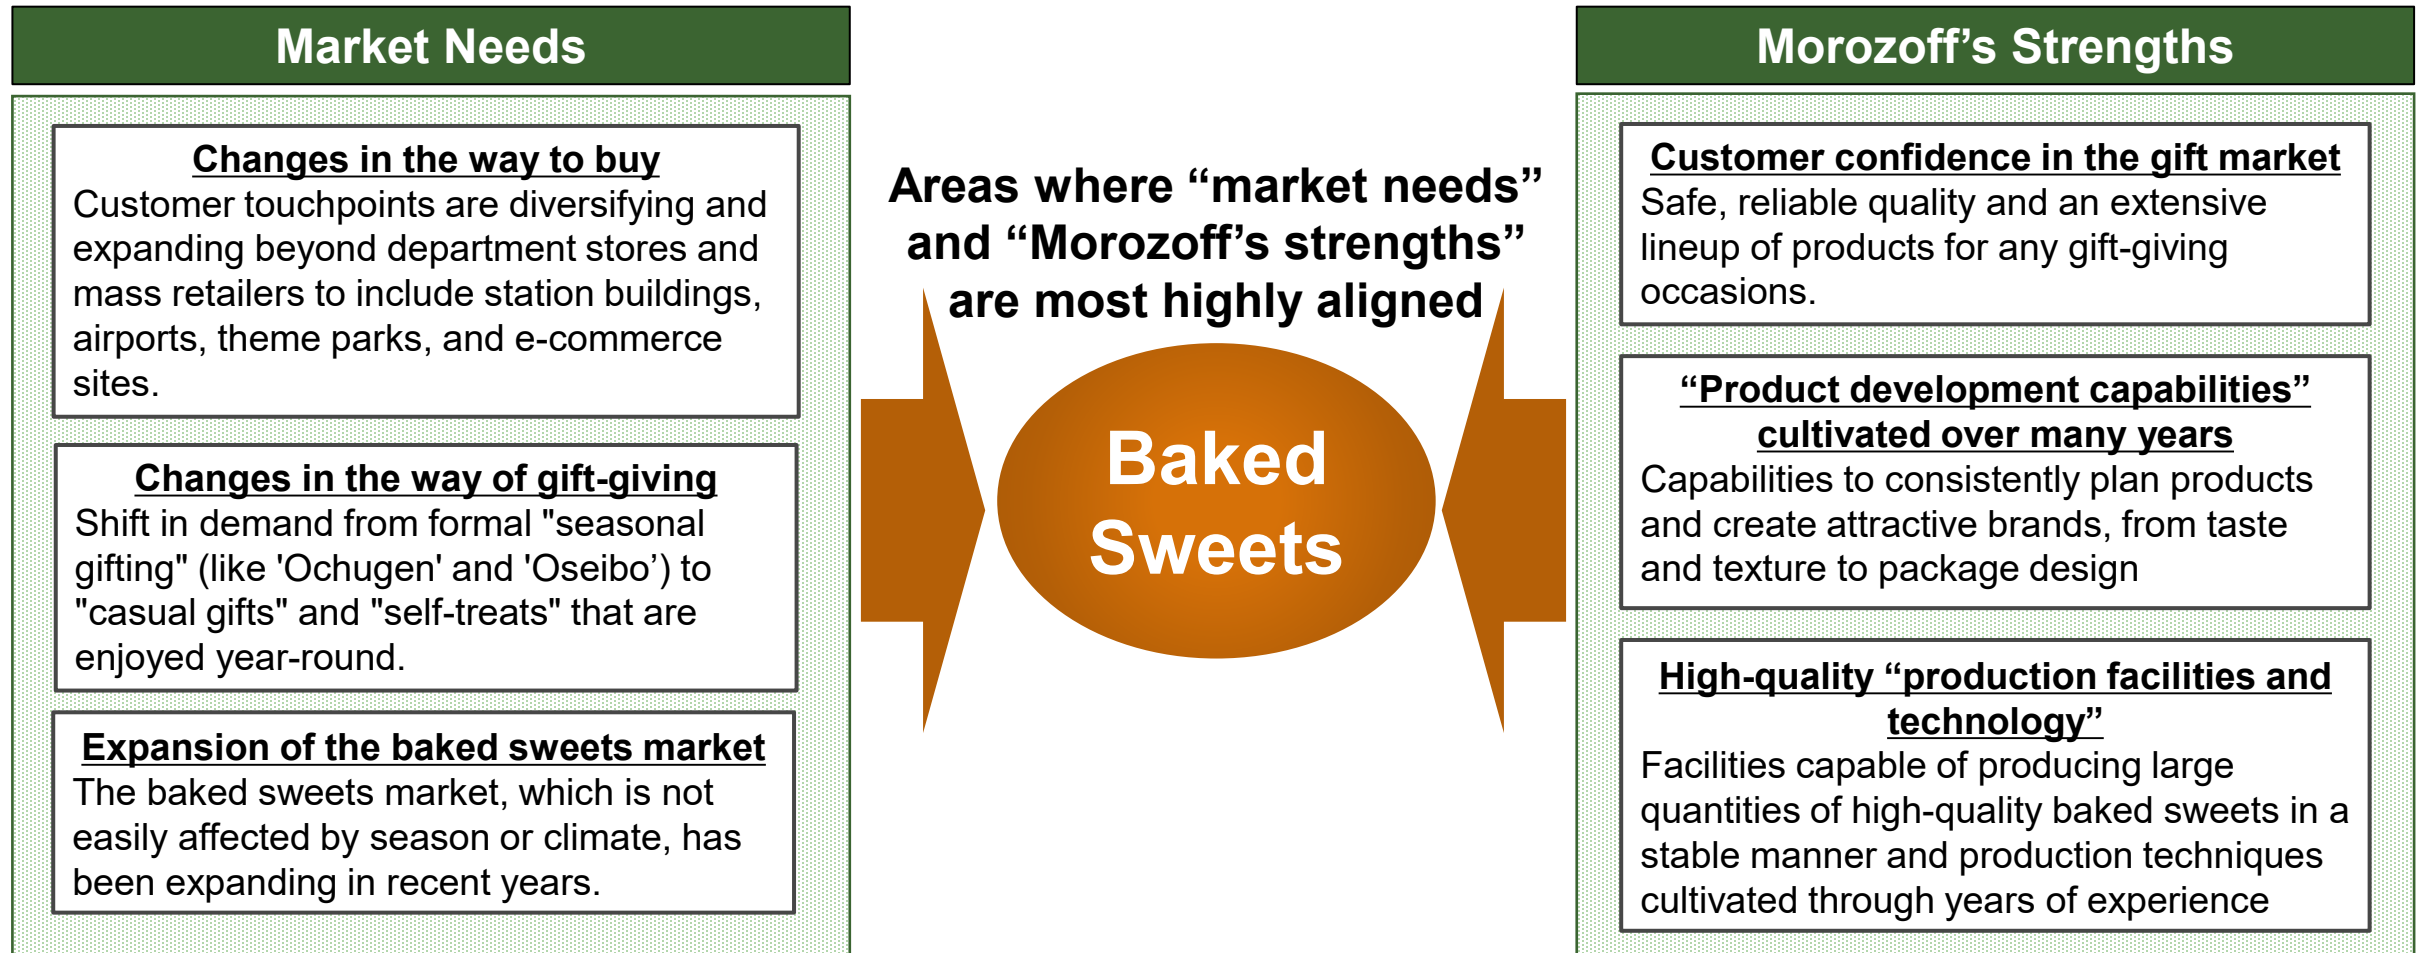 Market Needs
Changes in the way to buy
Customer touchpoints are diversifying and
expanding beyond department stores and
mass retailers to include station buildings,
airports, theme parks, and e-commerce
sites.
Changes in the way of gift-giving
Shift in demand from formal "seasonal
gifting" (like 'Ochugen' and 'Oseibo’) to
"casual gifts" and "self-treats" that are
enjoyed year-round.
Expansion of the baked sweets market
The baked sweets market, which is not
easily affected by season or climate, has
been expanding in recent years.
Areas where “market needs”
and “Morozoff’s strengths”
are most highly aligned
Baked
Sweets
Morozoff’s Strengths
Customer confidence in the gift market
Safe, reliable quality and an extensive
lineup of products for any gift-giving
occasions.
“Product development capabilities”
cultivated over many years
Capabilities to consistently plan products
and create attractive brands, from taste
and texture to package design
High-quality “production facilities and
technology”
Facilities capable of producing large
quantities of high-quality baked sweets in a
stable manner and production techniques
cultivated through years of experience